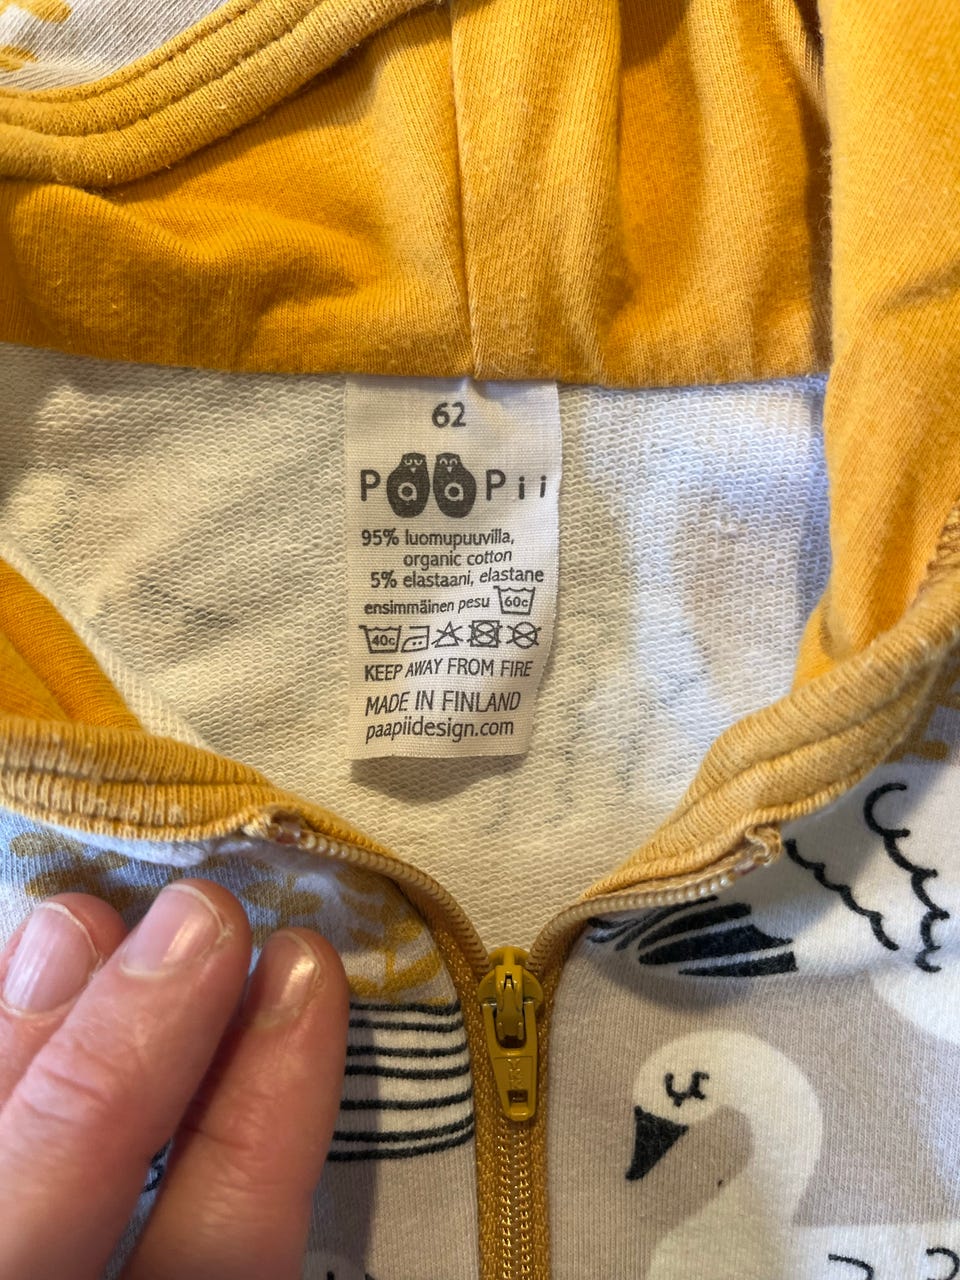 62
PaaPii
95% luomupuuvilla,
organic cotton
5% elastaani, elastane
ensimmäinen pesu 60c
40c
KEEP AWAY FROM FIRE
MADE IN FINLAND
paapiidesign.com